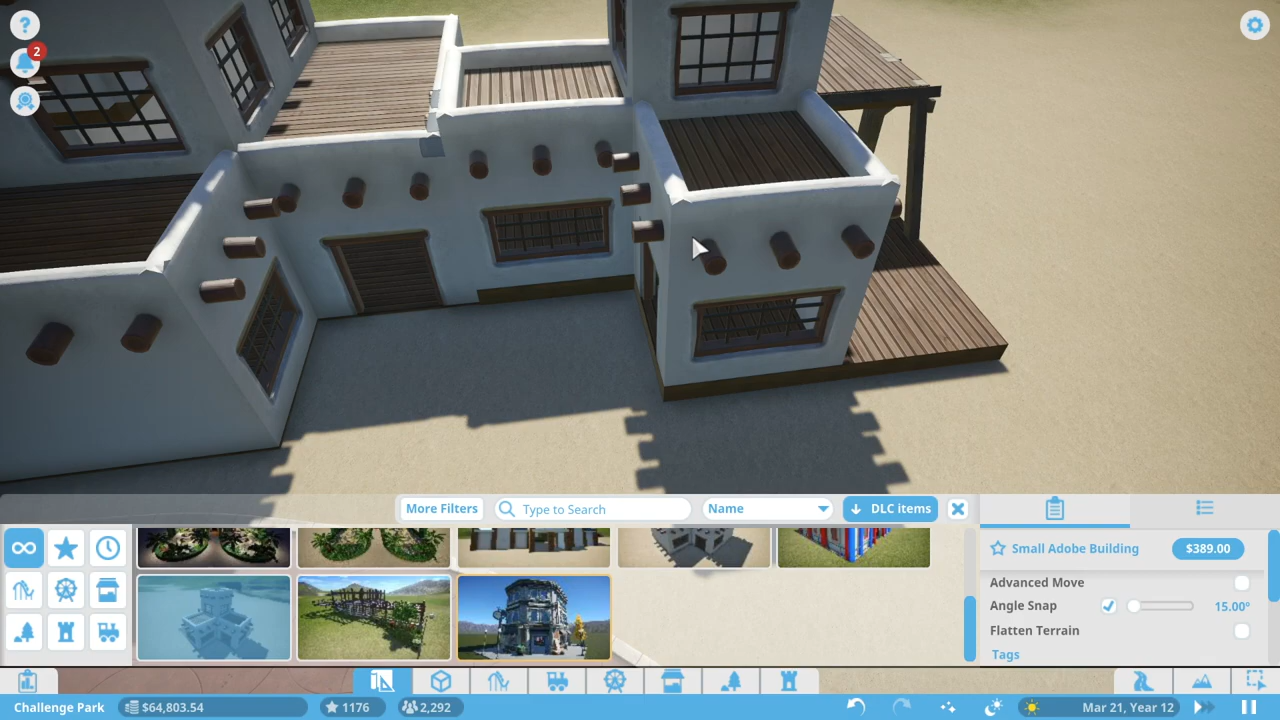 ?
2
More Filters
Type to Search
Name
DLC items
Small Adobe Building
$389.00
Advanced Move
Angle Snap
15.00°
Flatten Terrain
Tags
Challenge Park
$64,803.54
1176
2,292
Mar 21, Year 12